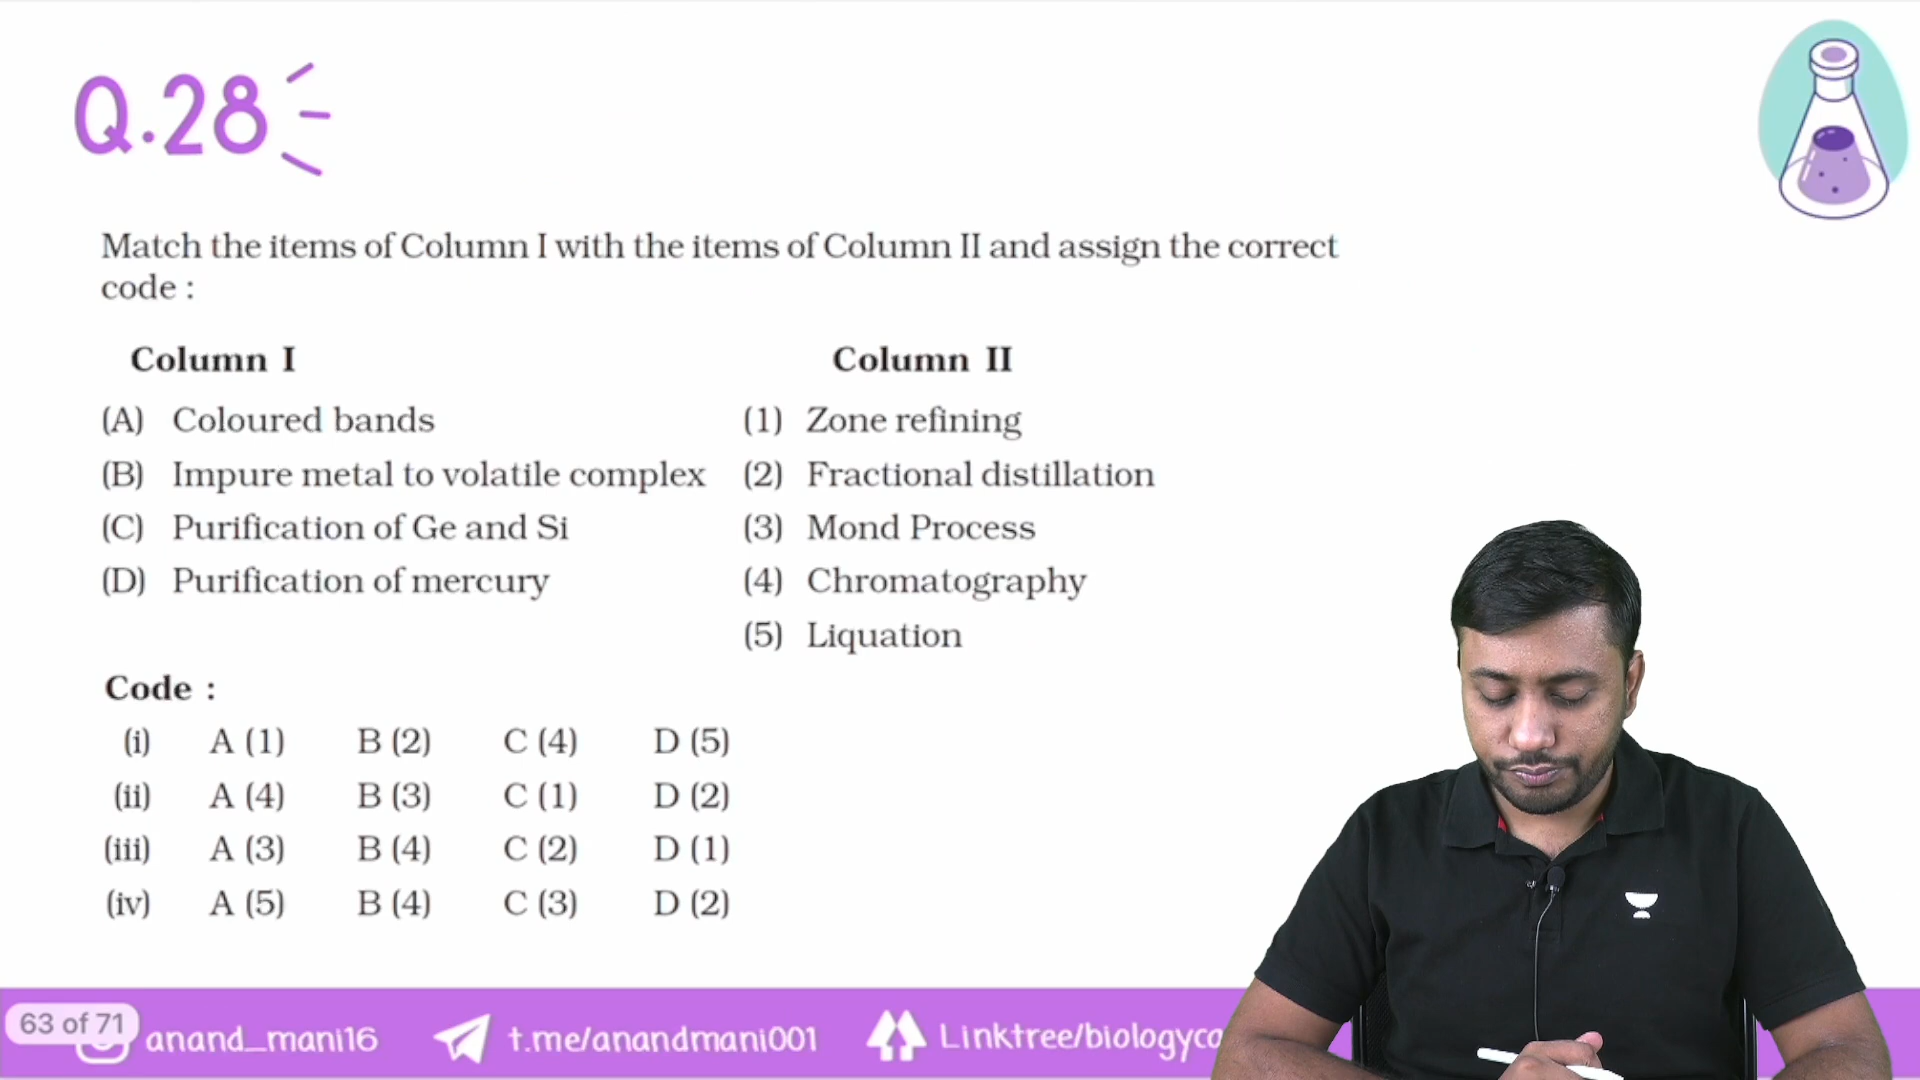 Q.28
Match the items of Column I with the items of Column II and assign the correct
code :
Column I
Column II
(A) Coloured bands
(1) Zone refining
(B) Impure metal to volatile complex
(2) Fractional distillation
(C) Purification of Ge and Si
(3) Mond Process
(D) Purification of mercury
(4) Chromatography
(5) Liquation
Code :
(i) A (1) B (2) C (4) D (5)
(ii) A (4) B (3) C (1) D (2)
(iii) A (3) B (4) C (2) D (1)
(iv) A (5) B (4) C (3) D (2)
63 of 71
anand_mani16
t.me/anandmani001
Linktree/biologyco